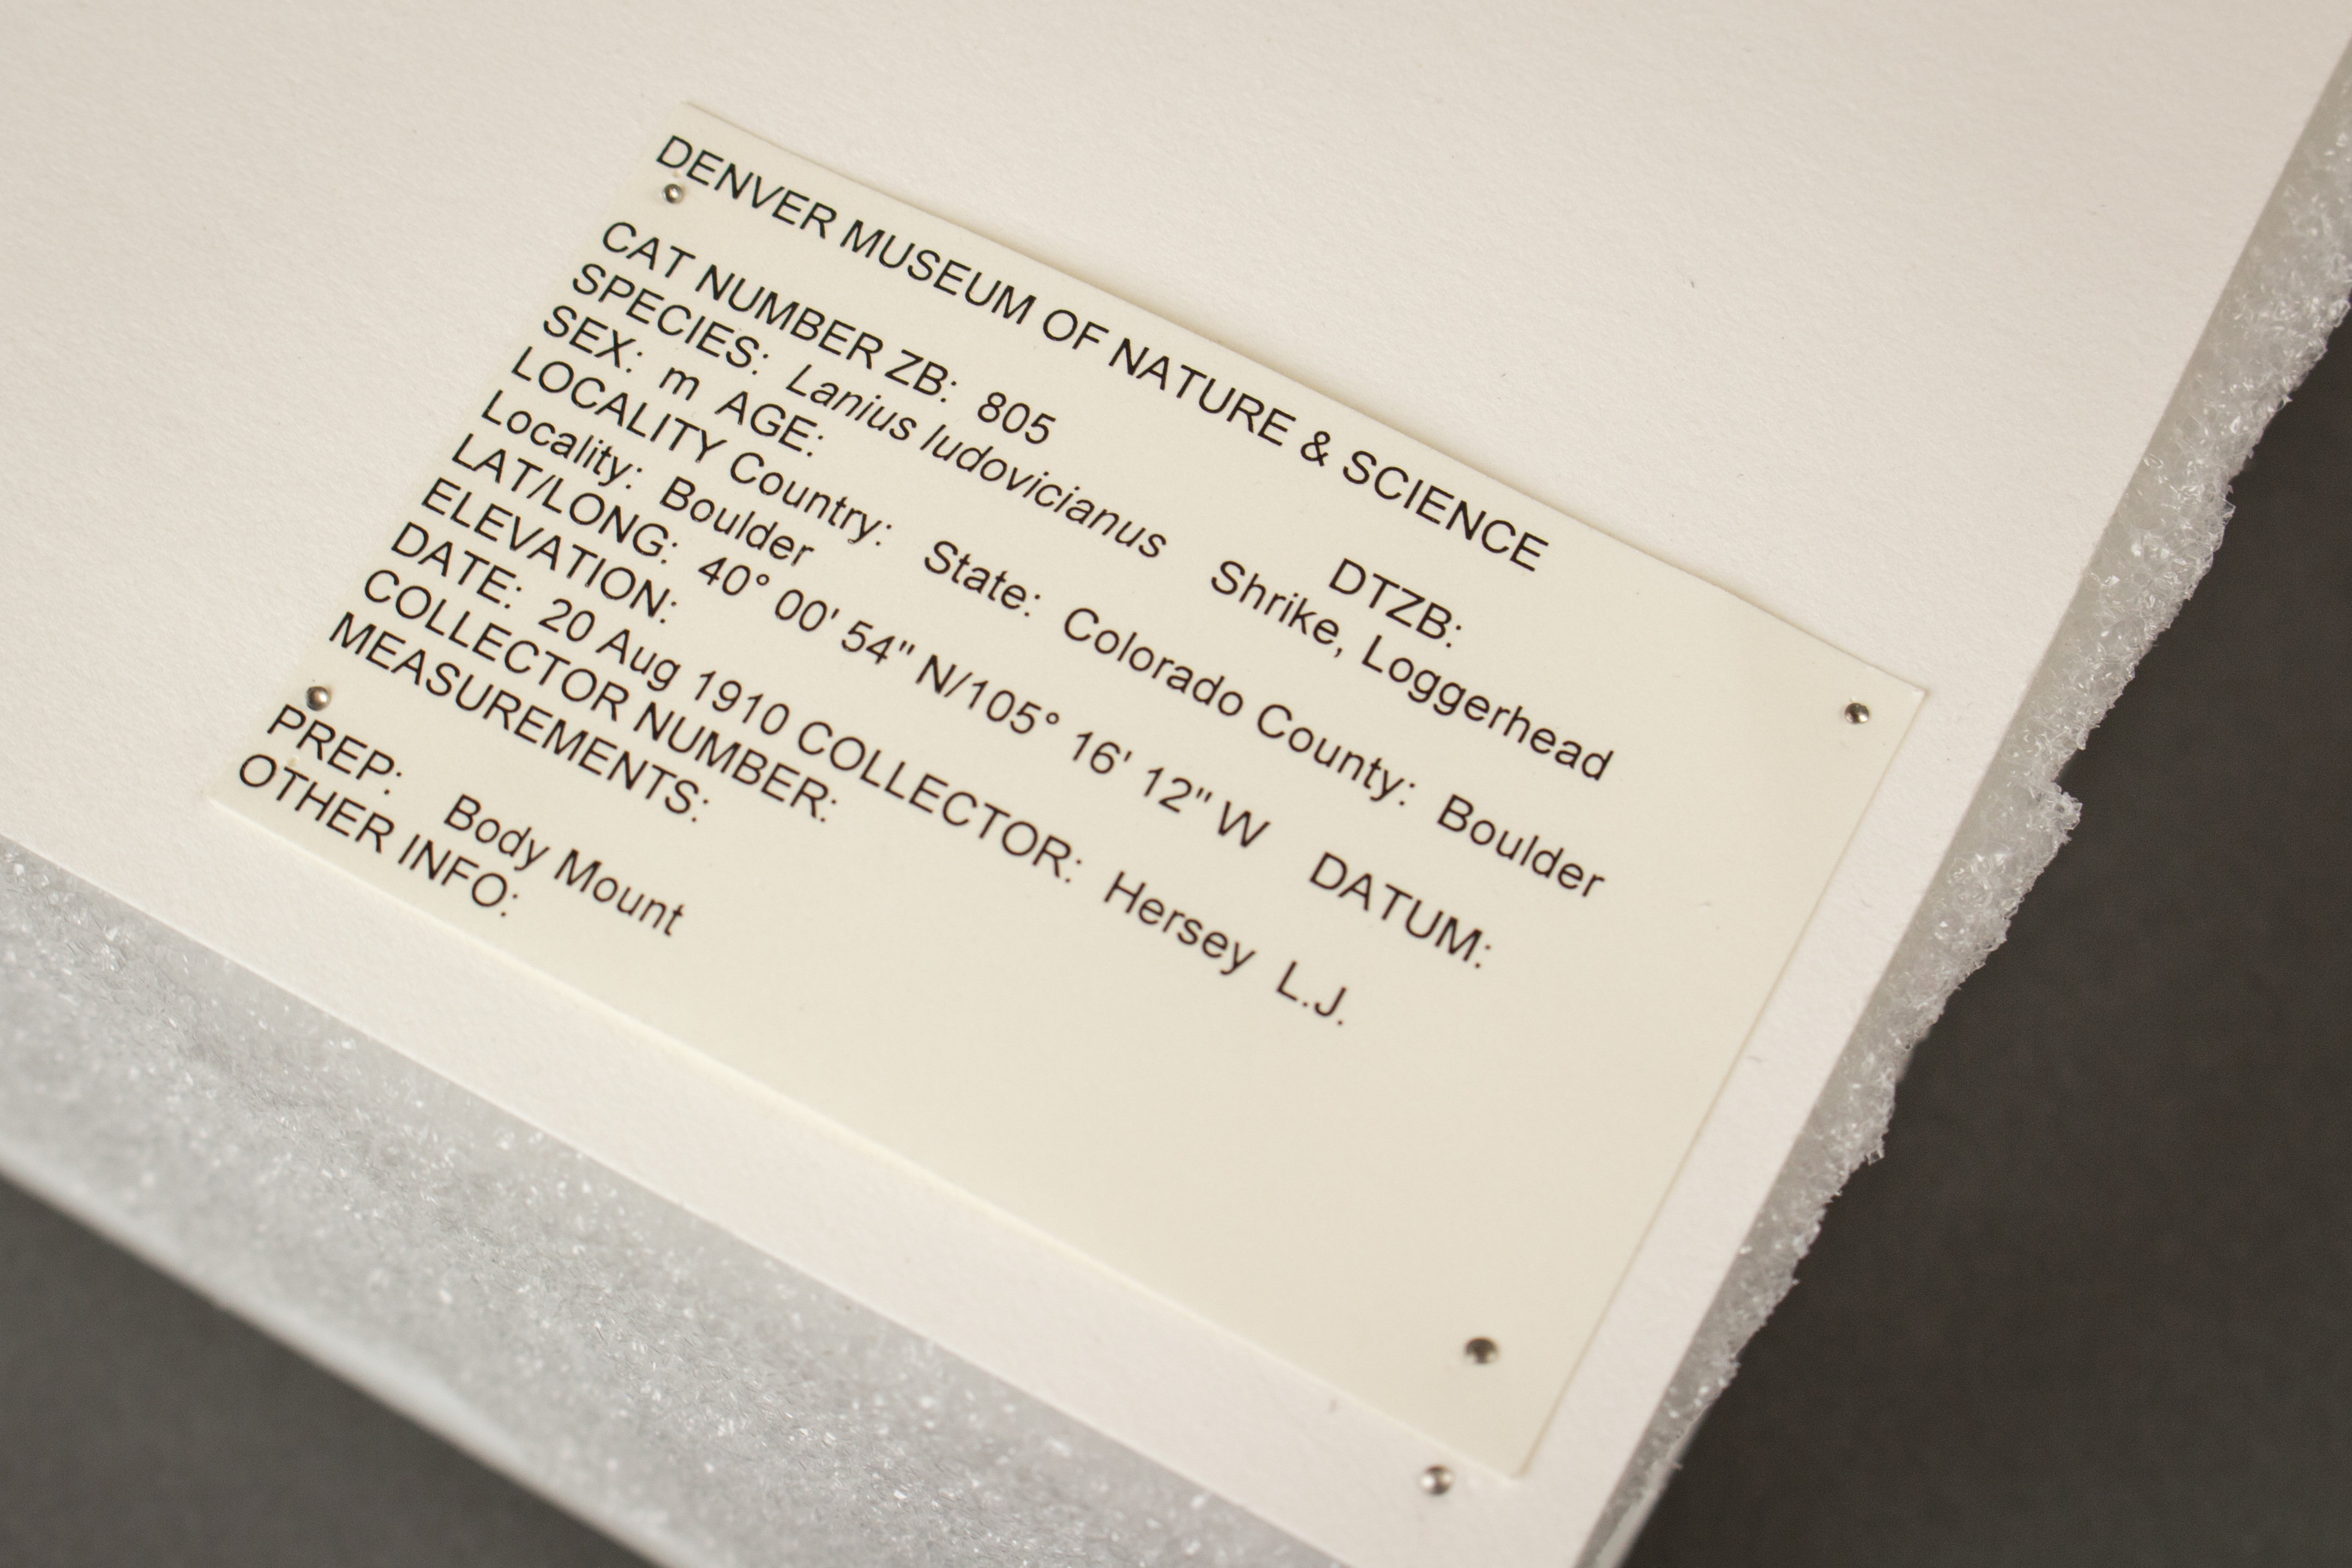 DENVER MUSEUM OF NATURE & SCIENCE
CAT NUMBER ZB: 805 DTZB:
SPECIES: Lanius ludovicianus Shrike, Loggerhead
SEX: m AGE:
LOCALITY Country: State: Colorado County: Boulder
Locality: Boulder
LAT/LONG: 40° 00' 54" N/105° 16' 12" W DATUM:
ELEVATION:
DATE: 20 Aug 1910 COLLECTOR: Hersey L.J.
COLLECTOR NUMBER:
MEASUREMENTS:
PREP: Body Mount
OTHER INFO: